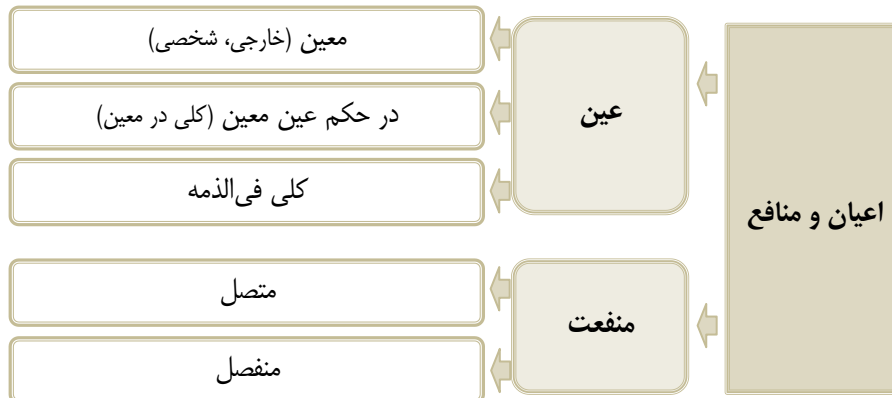 اعیان و منافع
عین
معین (خارجی، شخصی)
در حکم عین معین (کلی در معین)
کلی فی‌الذمه
منفعت
متصل
منفصل